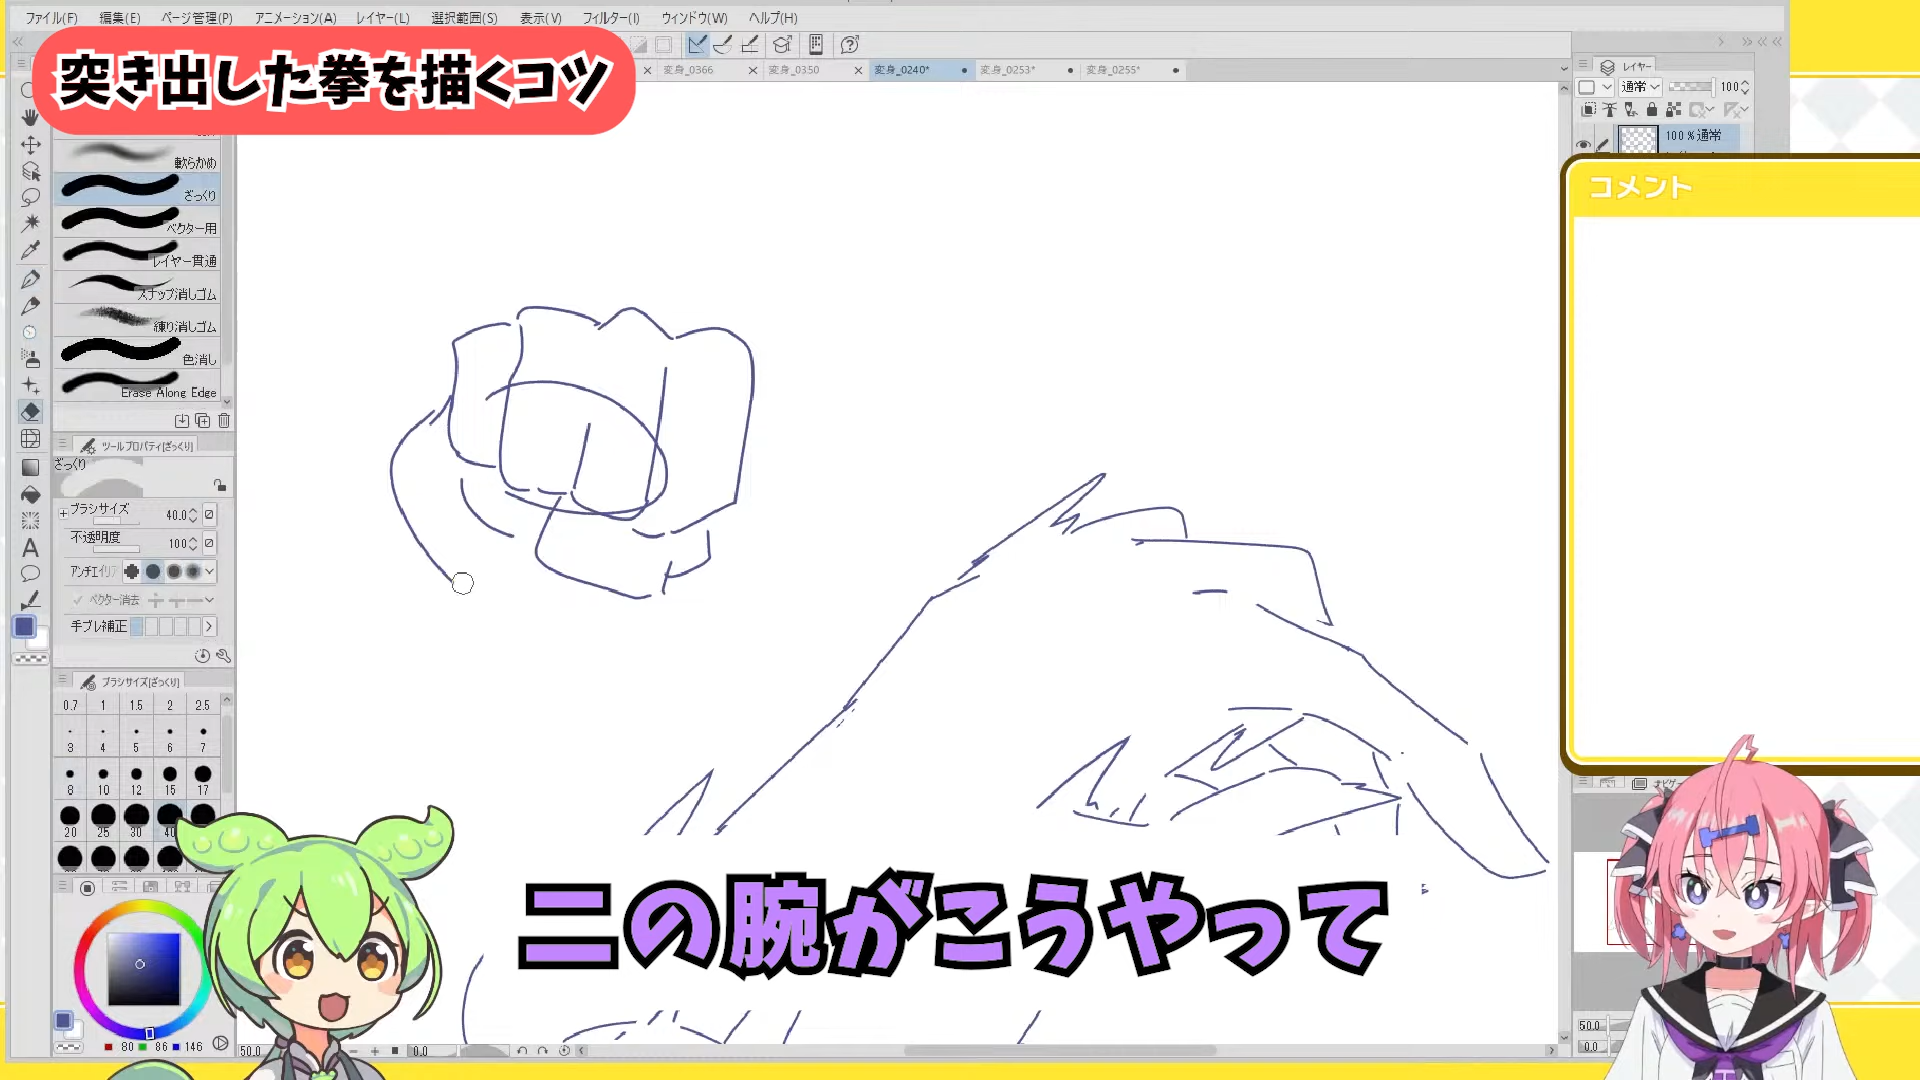 ファイル(F) 編集(E) ページ管理(P) アニメーション(A) レイヤー(L) 選択範囲(S) 表示(V) フィルター(I) ウィンドウ(W) ヘルプ(H)
突き出した拳を描くコツ
変身_0366 変身_0350 変身_0240* 変身_0253* 変身_0255*
軟らかめ
ざっくり
ベクター用
レイヤー貫通
スナップ消しゴム
練り消しゴム
色消し
Erase Along Edge
ツールプロパティ[ざっくり]
ざっくり
ブラシサイズ 40.0
不透明度 100
アンチエイリア
ベクター消去
手ブレ補正
ブラシサイズ[ざっくり]
0.7 1 1.5 2 2.5
3 4 5 6 7
8 10 12 15 17
20 25 30 40
80 86 146
50.0 0.0
レイヤー
通常 100
100 % 通常
コメント
ナビゲー
50.0
0.0
二の腕がこうやって